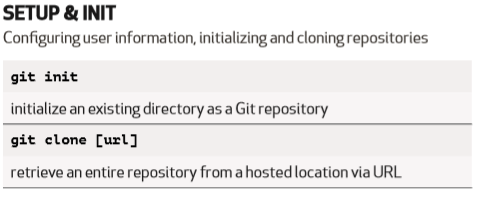 SETUP & INIT
Configuring user information, initializing and cloning repositories
git init
initialize an existing directory as a Git repository
git clone [url]
retrieve an entire repository from a hosted location via URL